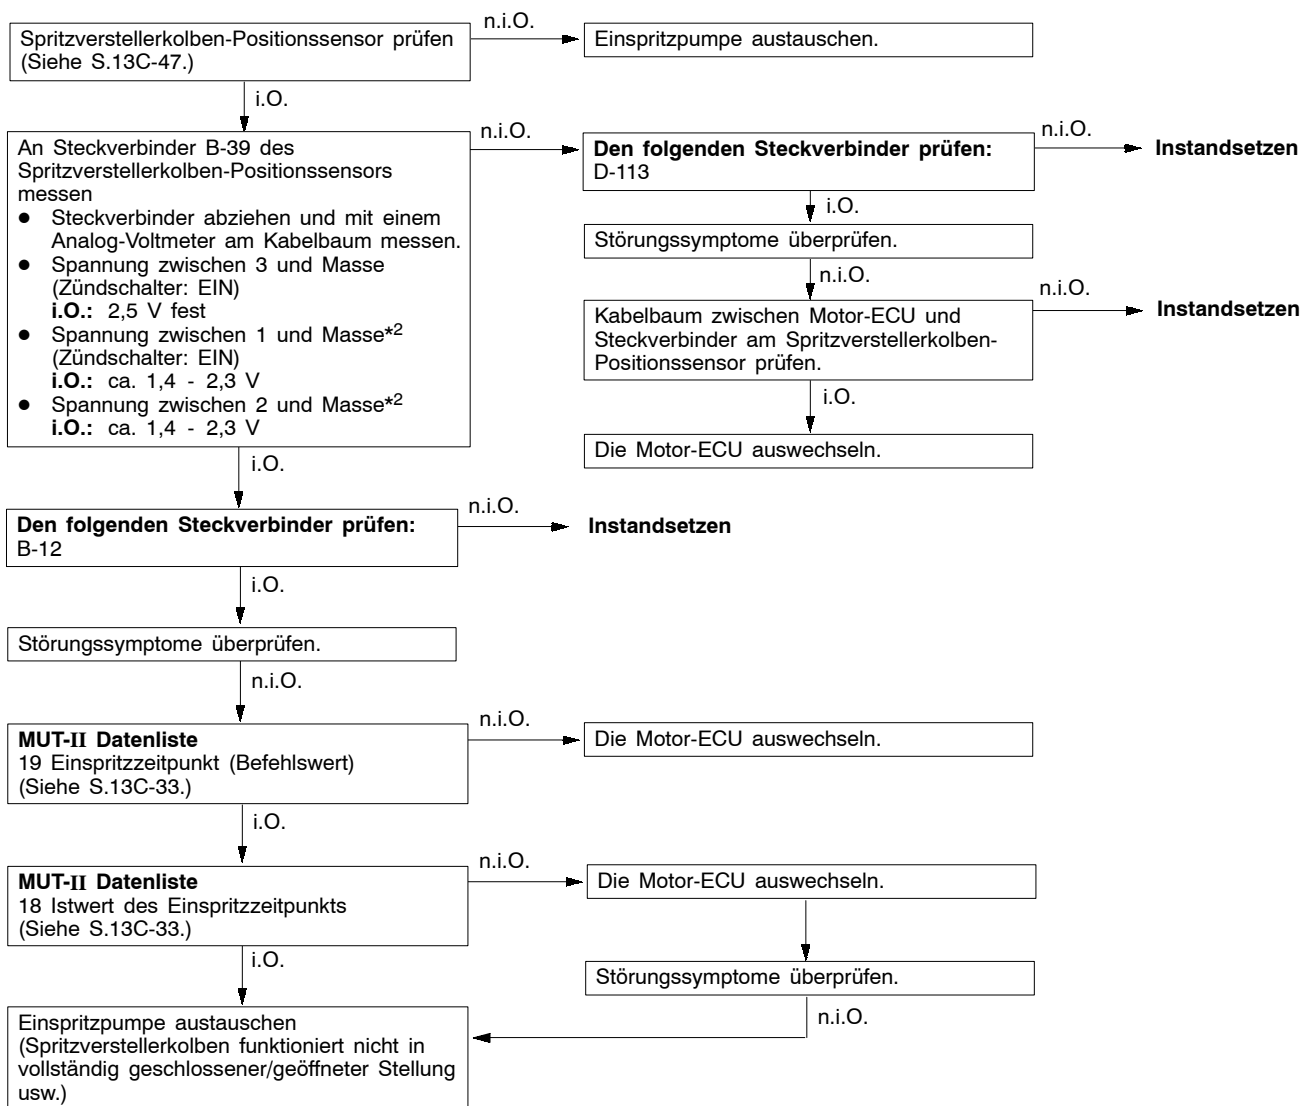 Spritzverstellerkolben-Positionssensor prüfen
(Siehe S.13C-47.)
n.i.O.
Einspritzpumpe austauschen.
i.O.
An Steckverbinder B-39 des
Spritzverstellerkolben-Positionssensors
messen
● Steckverbinder abziehen und mit einem
Analog-Voltmeter am Kabelbaum messen.
● Spannung zwischen 3 und Masse
(Zündschalter: EIN)
i.O.: 2,5 V fest
● Spannung zwischen 1 und Masse*2
(Zündschalter: EIN)
i.O.: ca. 1,4 - 2,3 V
● Spannung zwischen 2 und Masse*2
i.O.: ca. 1,4 - 2,3 V
n.i.O.
Den folgenden Steckverbinder prüfen:
D-113
n.i.O.
Instandsetzen
i.O.
Störungssymptome überprüfen.
n.i.O.
Kabelbaum zwischen Motor-ECU und
Steckverbinder am Spritzverstellerkolben-
Positionssensor prüfen.
n.i.O.
Instandsetzen
i.O.
Die Motor-ECU auswechseln.
i.O.
Den folgenden Steckverbinder prüfen:
B-12
n.i.O.
Instandsetzen
i.O.
Störungssymptome überprüfen.
n.i.O.
MUT-II Datenliste
19 Einspritzzeitpunkt (Befehlswert)
(Siehe S.13C-33.)
n.i.O.
Die Motor-ECU auswechseln.
i.O.
MUT-II Datenliste
18 Istwert des Einspritzzeitpunkts
(Siehe S.13C-33.)
n.i.O.
Die Motor-ECU auswechseln.
Störungssymptome überprüfen.
n.i.O.
i.O.
Einspritzpumpe austauschen
(Spritzverstellerkolben funktioniert nicht in
vollständig geschlossener/geöffneter Stellung
usw.)